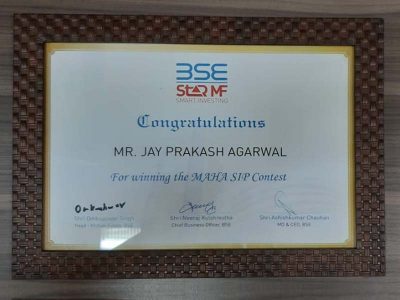 BSE
StAR MF
SMART INVESTING
Congratulations
MR. JAY PRAKASH AGARWAL
For winning the MAHA SIP Contest
Shri Neeraj Kulshrestha
Chief Business Officer, BSE
Shri Ashishkumar Chauhan
MD & CEO, BSE